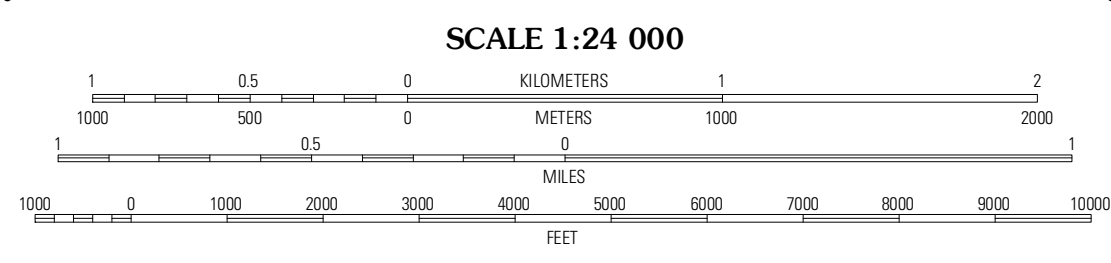 SCALE 1:24 000
1 0.5 0 KILOMETERS 1 2
1000 500 0 METERS 1000 2000
1 0.5 0 1
MILES
1000 0 1000 2000 3000 4000 5000 6000 7000 8000 9000 10000
FEET